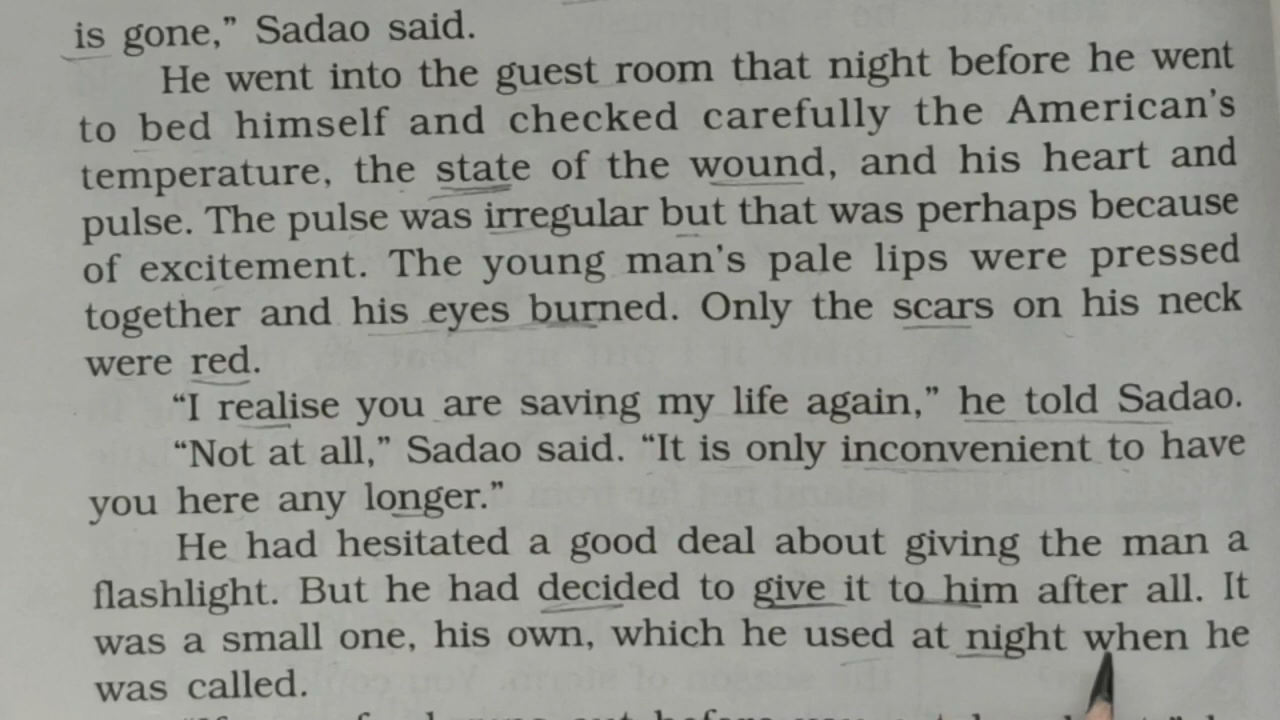 is gone,” Sadao said.
He went into the guest room that night before he went
to bed himself and checked carefully the American’s
temperature, the state of the wound, and his heart and
pulse. The pulse was irregular but that was perhaps because
of excitement. The young man’s pale lips were pressed
together and his eyes burned. Only the scars on his neck
were red.
“I realise you are saving my life again,” he told Sadao.
“Not at all,” Sadao said. “It is only inconvenient to have
you here any longer.”
He had hesitated a good deal about giving the man a
flashlight. But he had decided to give it to him after all. It
was a small one, his own, which he used at night when he
was called.